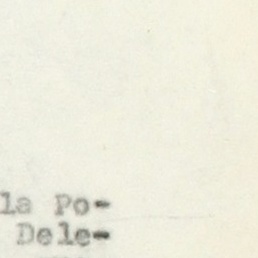 la Po-
Dele-